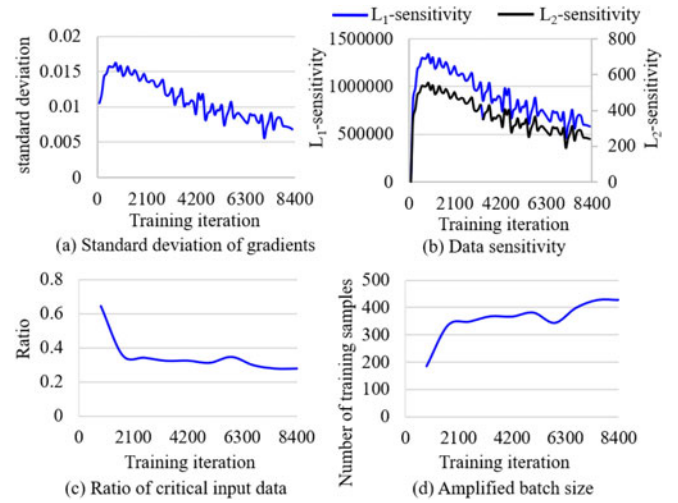 L₁-sensitivity L₂-sensitivity
standard deviation
0.02
0.015
0.01
0.005
0
0 2100 4200 6300 8400
Training iteration
(a) Standard deviation of gradients
L₁-sensitivity
1500000
1000000
500000
0
800
600
400
200
0
L₂-sensitivity
0 2100 4200 6300 8400
Training iteration
(b) Data sensitivity
Ratio
0.8
0.6
0.4
0.2
0
0 2100 4200 6300 8400
Training iteration
(c) Ratio of critical input data
Number of training samples
500
400
300
200
100
0
0 2100 4200 6300 8400
Training iteration
(d) Amplified batch size